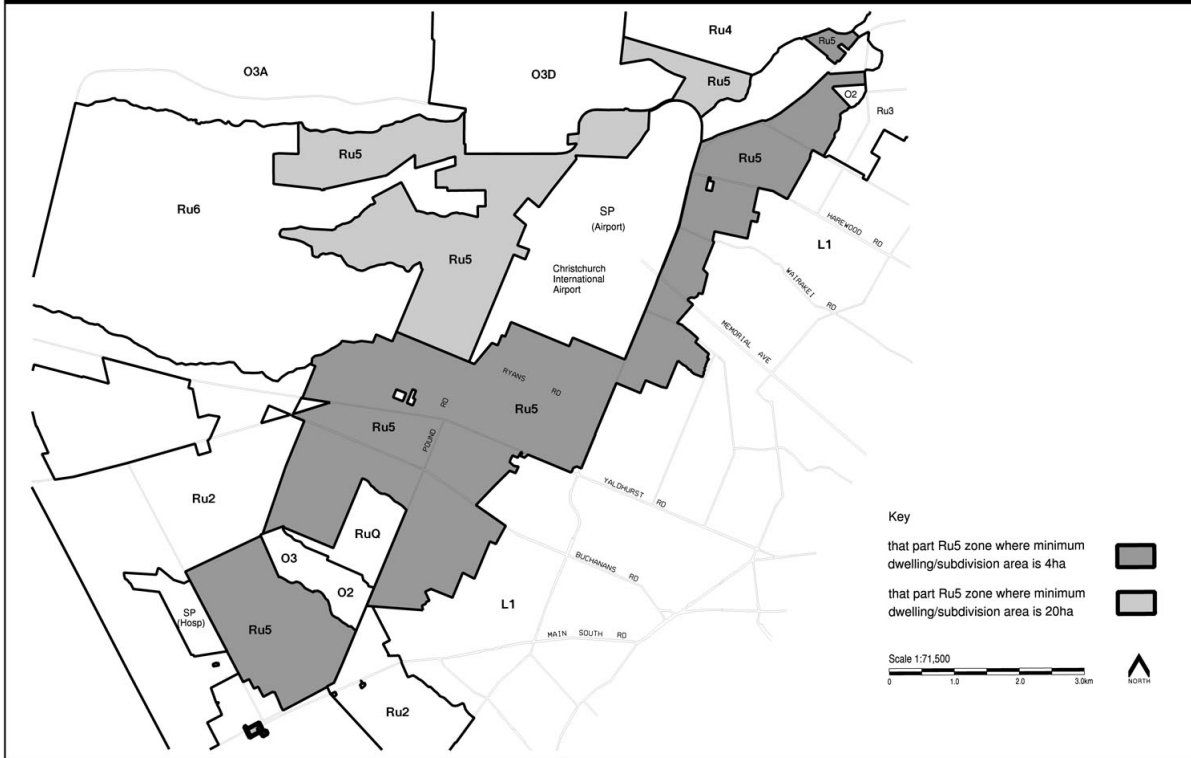 Ru4
Ru5
O3A
O3D
Ru5
O2
Ru3
Ru5
Ru5
Ru6
SP
(Airport)
HAREWOOD RD
L1
Ru5
Christchurch
International
Airport
WAIRAKEI RD
MEMORIAL AVE
RYANS RD
Ru5
Ru5
POUND RD
YALDHURST RD
Ru2
RuQ
O3
O2
BUCHANANS RD
L1
SP
(Hosp)
Ru5
MAIN SOUTH RD
Ru2
Key
that part Ru5 zone where minimum
dwelling/subdivision area is 4ha
that part Ru5 zone where minimum
dwelling/subdivision area is 20ha
Scale 1:71,500
0 1.0 2.0 3.0km
NORTH